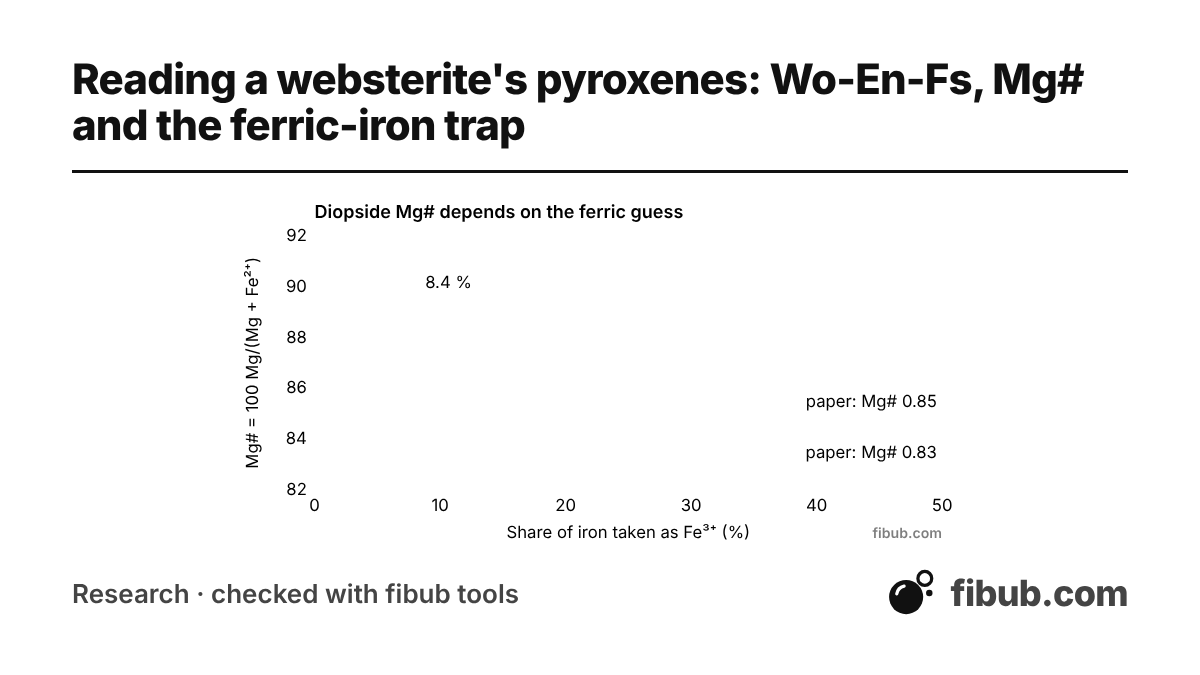 Reading a websterite's pyroxenes: Wo-En-Fs, Mg#
and the ferric-iron trap
Diopside Mg# depends on the ferric guess
92
90
88
86
84
82
Mg# = 100 Mg/(Mg + Fe²⁺)
8.4 %
paper: Mg# 0.85
paper: Mg# 0.83
0 10 20 30 40 50
Share of iron taken as Fe³⁺ (%)
fibub.com
Research · checked with fibub tools
fibub.com